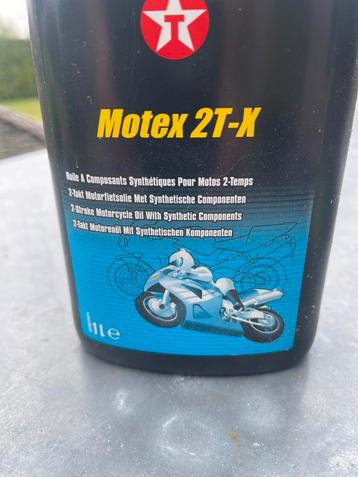 T
Motex 2T-X
Huile A Composants Synthétiques Pour Motos 2-Temps
2-Takt Motorfietsolie Met Synthetische Componenten
2-Stroke Motorcycle Oil With Synthetic Components
2-Takt Motorenöl Mit Synthetischen Komponenten
1L e